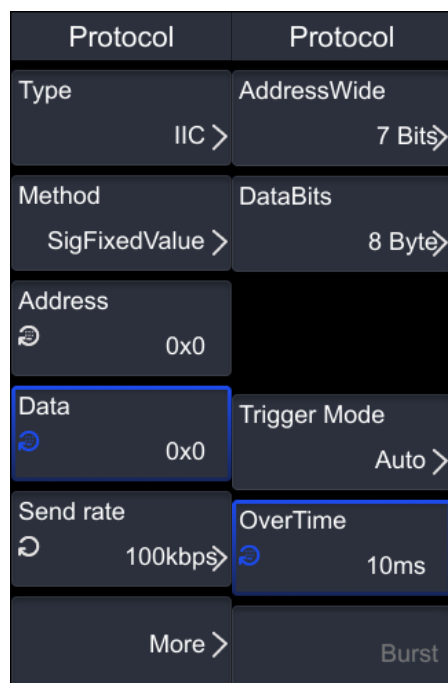 Protocol
Type
IIC
Method
SigFixedValue
Address
0x0
Data
0x0
Send rate
100kbps
More
Protocol
AddressWide
7 Bits
DataBits
8 Byte
Trigger Mode
Auto
OverTime
10ms
Burst